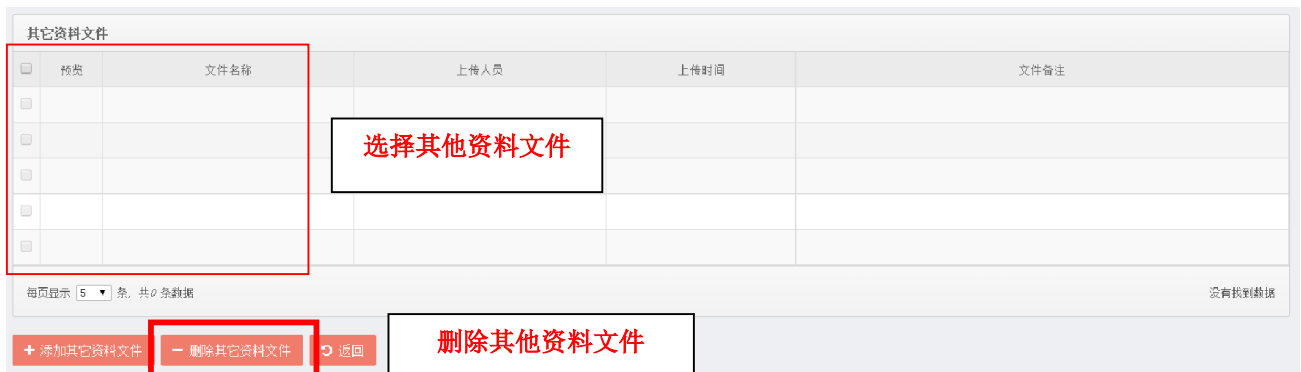 其它资料文件
预览 文件名称 上传人员 上传时间 文件备注
选择其他资料文件
每页显示 5 条, 共0条数据 没有找到数据
+ 添加其它资料文件 − 删除其它资料文件 返回 删除其他资料文件